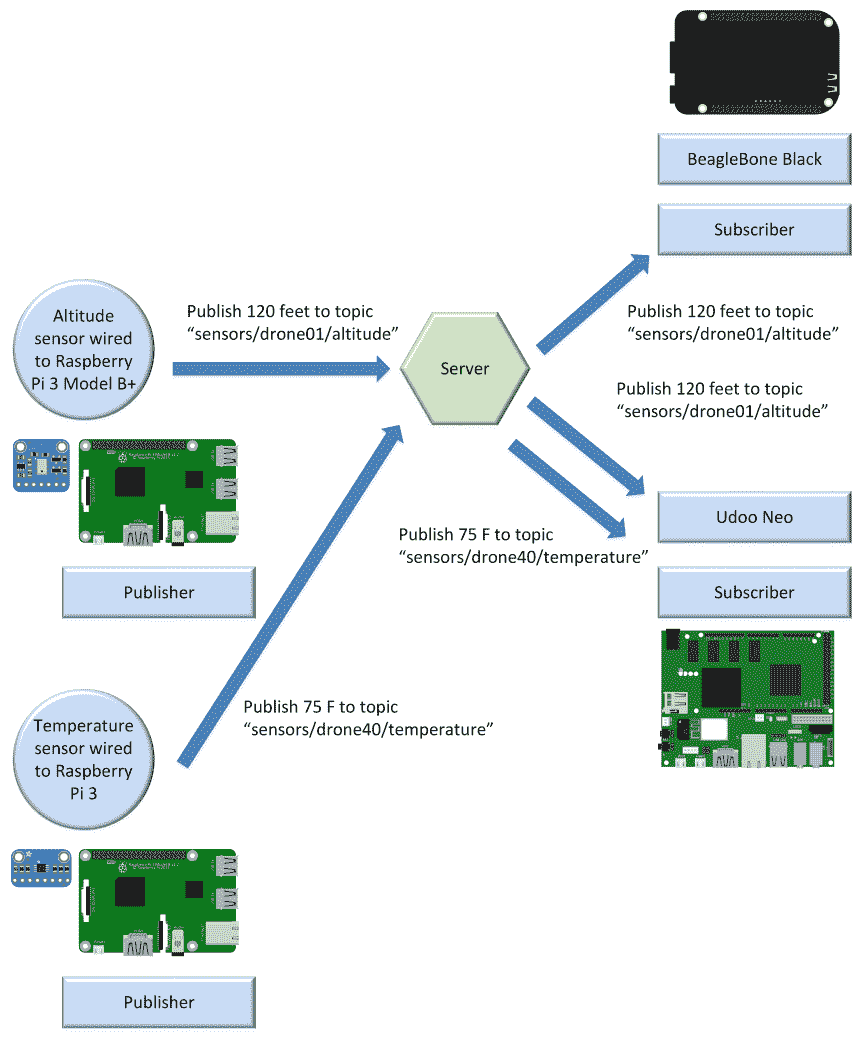 BeagleBone Black
Subscriber
Altitude
sensor wired
to Raspberry
Pi 3 Model B+
Publish 120 feet to topic
“sensors/drone01/altitude”
Server
Publish 120 feet to topic
“sensors/drone01/altitude”
Publish 120 feet to topic
“sensors/drone01/altitude”
Publish 75 F to topic
“sensors/drone40/temperature”
Udoo Neo
Subscriber
Publisher
Temperature
sensor wired
to Raspberry
Pi 3
Publish 75 F to topic
“sensors/drone40/temperature”
Publisher